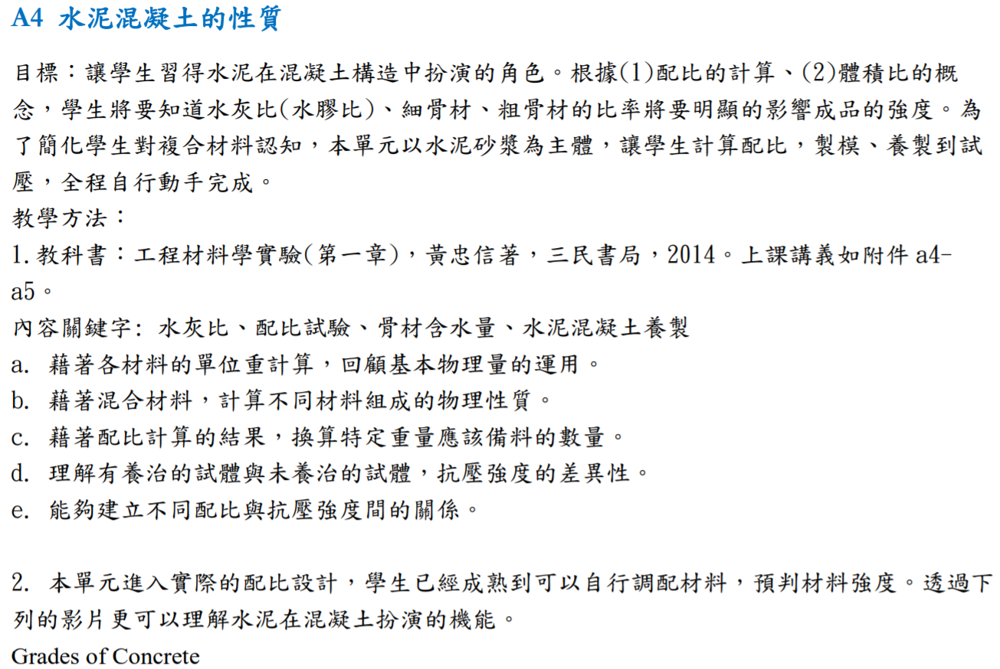 A4 水泥混凝土的性質
目標：讓學生習得水泥在混凝土構造中扮演的角色。根據(1)配比的計算、(2)體積比的概
念，學生將要知道水灰比(水膠比)、細骨材、粗骨材的比率將要明顯的影響成品的強度。為
了簡化學生對複合材料認知，本單元以水泥砂漿為主體，讓學生計算配比，製模、養製到試
壓，全程自行動手完成。
教學方法：
1.教科書：工程材料學實驗(第一章)，黃忠信著，三民書局，2014。上課講義如附件 a4-
a5。
內容關鍵字: 水灰比、配比試驗、骨材含水量、水泥混凝土養製
a. 藉著各材料的單位重計算，回顧基本物理量的運用。
b. 藉著混合材料，計算不同材料組成的物理性質。
c. 藉著配比計算的結果，換算特定重量應該備料的數量。
d. 理解有養治的試體與未養治的試體，抗壓強度的差異性。
e. 能夠建立不同配比與抗壓強度間的關係。
2. 本單元進入實際的配比設計，學生已經成熟到可以自行調配材料，預判材料強度。透過下
列的影片更可以理解水泥在混凝土扮演的機能。
Grades of Concrete